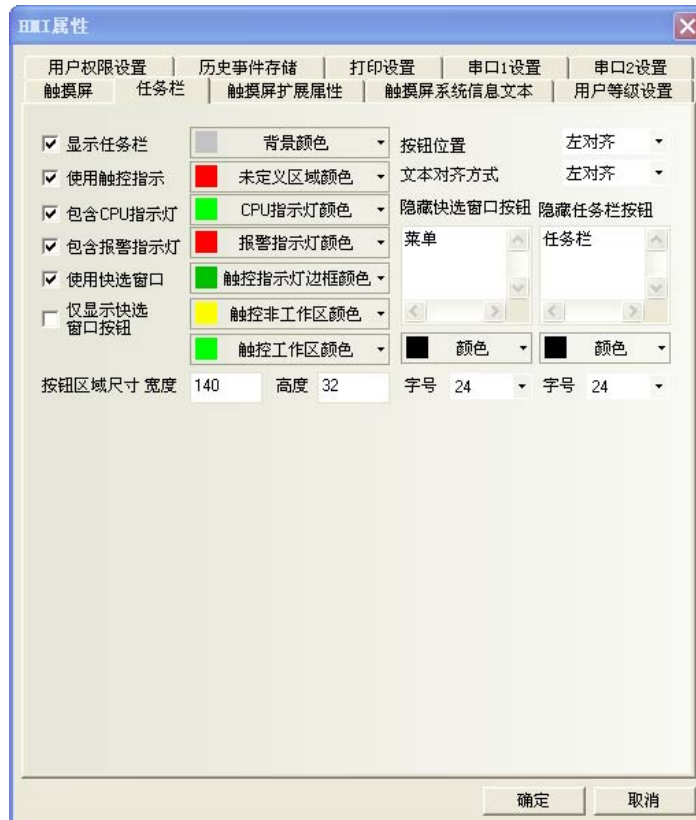 HMI属性
用户权限设置 历史事件存储 打印设置 串口1设置 串口2设置
触摸屏 任务栏 触摸屏扩展属性 触摸屏系统信息文本 用户等级设置
显示任务栏 背景颜色 按钮位置 左对齐
使用触控指示 未定义区域颜色 文本对齐方式 左对齐
包含CPU指示灯 CPU指示灯颜色 隐藏快选窗口按钮 隐藏任务栏按钮
包含报警指示灯 报警指示灯颜色 菜单 任务栏
使用快选窗口 触控指示灯边框颜色
仅显示快选
窗口按钮 触控非工作区颜色
触控工作区颜色 颜色 颜色
按钮区域尺寸 宽度 140 高度 32 字号 24 字号 24
确定 取消